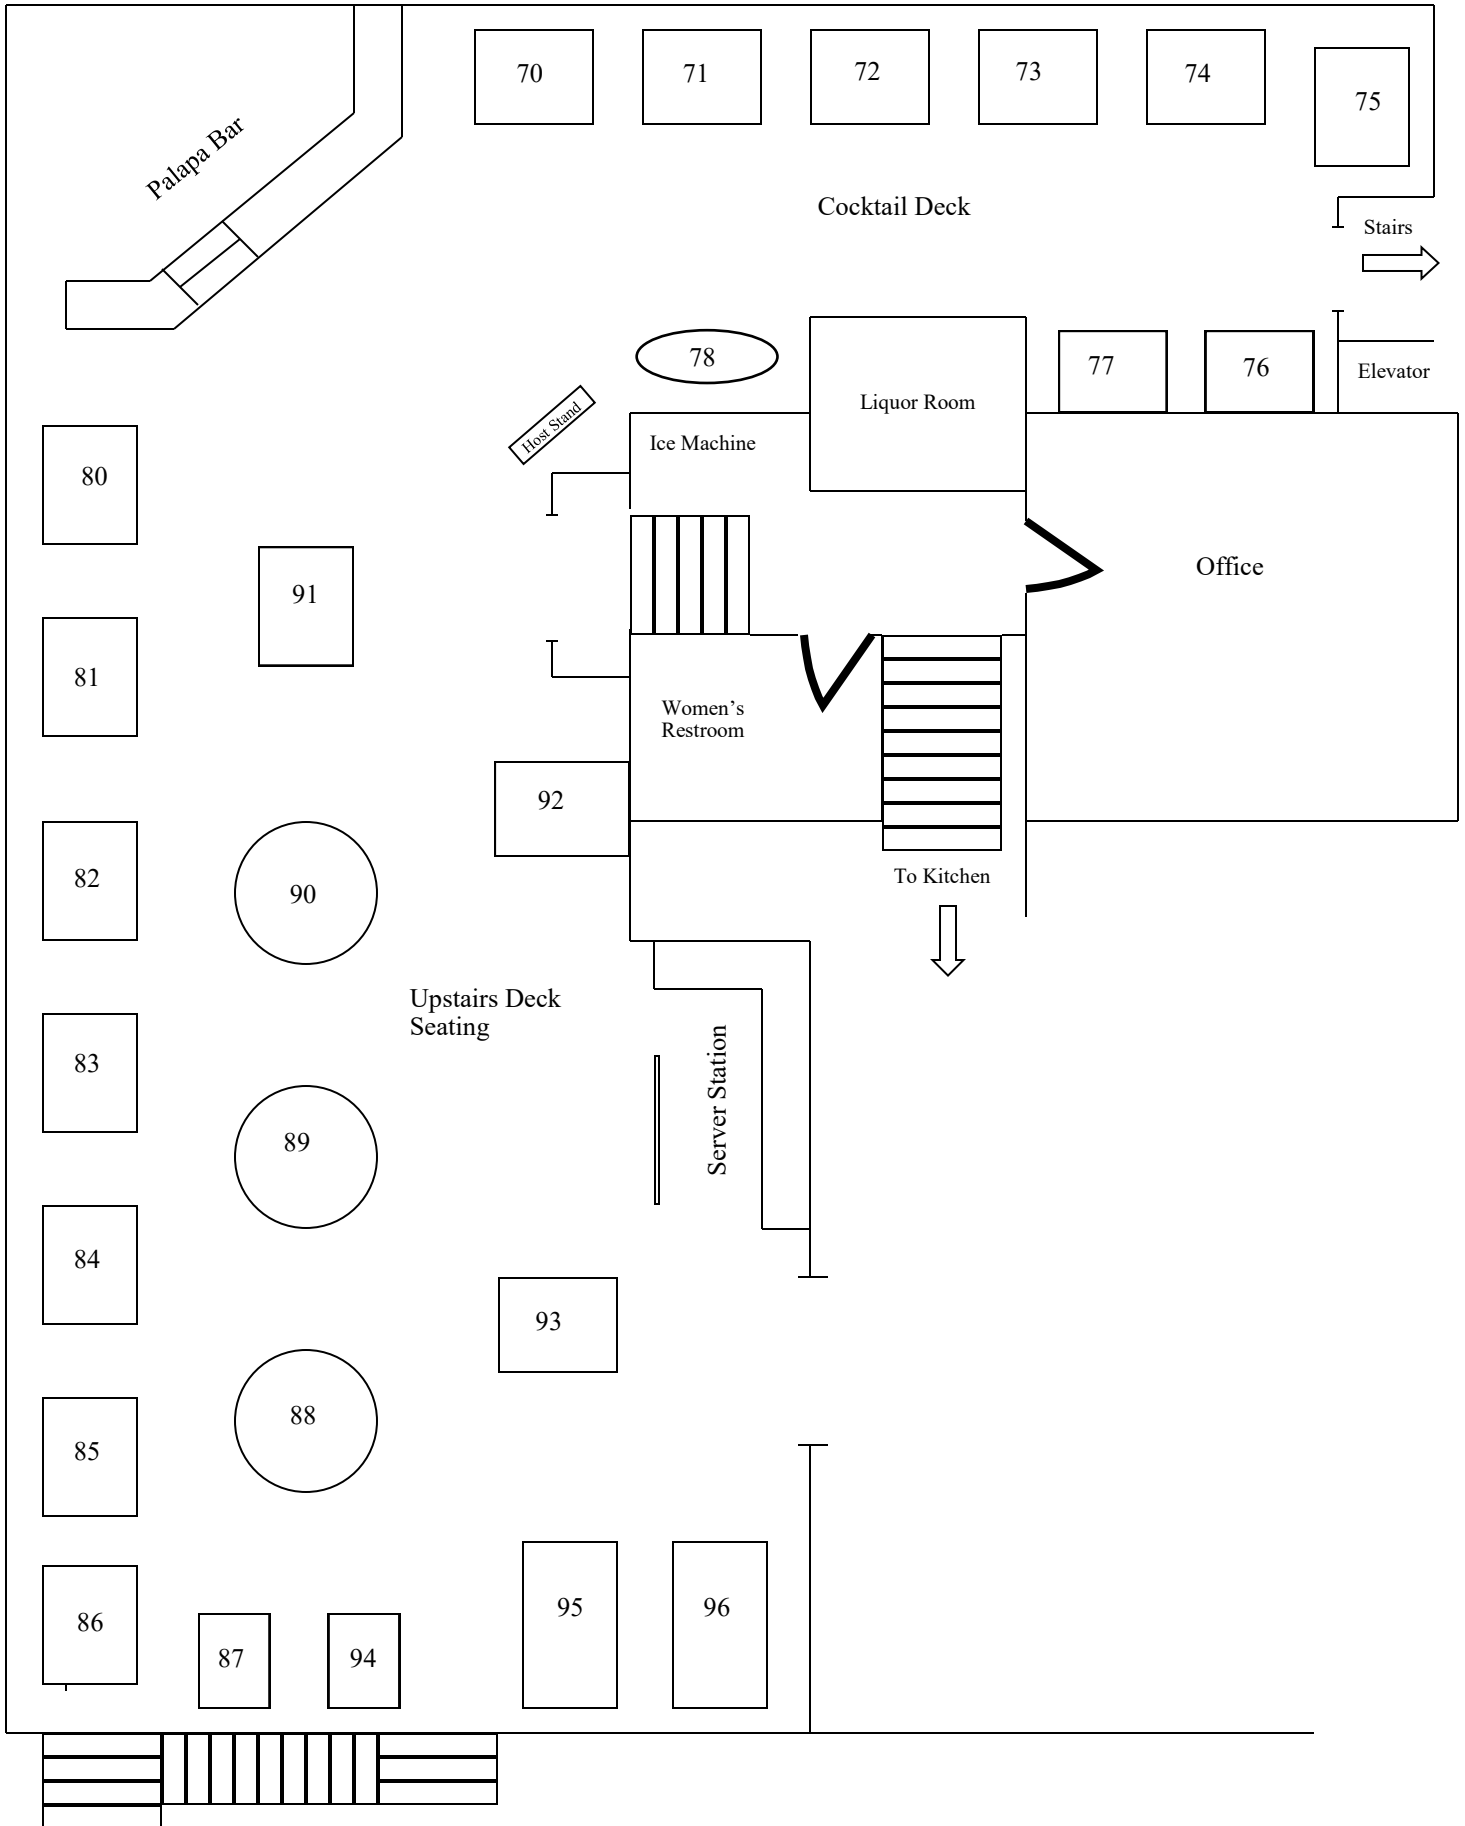 70
71
72
73
74
75
Palapa Bar
Cocktail Deck
Stairs
78
77
76
Elevator
Liquor Room
Host Stand
Ice Machine
80
91
Office
81
Women’s
Restroom
92
82
90
To Kitchen
Upstairs Deck
Seating
83
Server Station
89
84
93
88
85
95
96
86
87
94